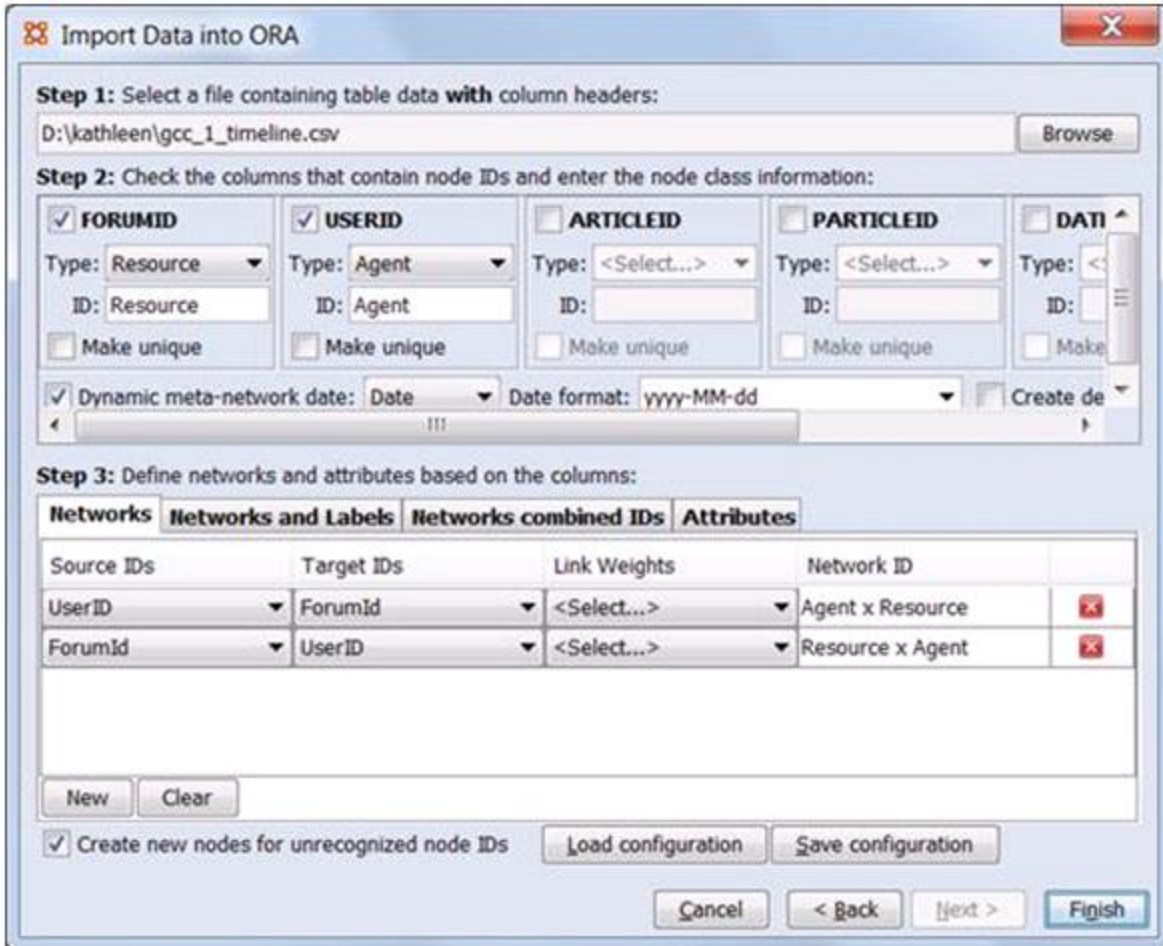 Import Data into ORA
Step 1: Select a file containing table data with column headers:
D:\kathleen\gcc_1_timeline.csv Browse
Step 2: Check the columns that contain node IDs and enter the node class information:
FORUMID USERID ARTICLEID PARTICLEID DATI
Type: Resource Type: Agent Type: <Select...> Type: <Select...> Type: <S
ID: Resource ID: Agent ID: ID: ID:
Make unique Make unique Make unique Make unique Make
Dynamic meta-network date: Date Date format: yyyy-MM-dd Create de
Step 3: Define networks and attributes based on the columns:
Networks Networks and Labels Networks combined IDs Attributes
Source IDs Target IDs Link Weights Network ID
UserID ForumId <Select...> Agent x Resource
ForumId UserID <Select...> Resource x Agent
New Clear
Create new nodes for unrecognized node IDs Load configuration Save configuration
Cancel < Back Next > Finish